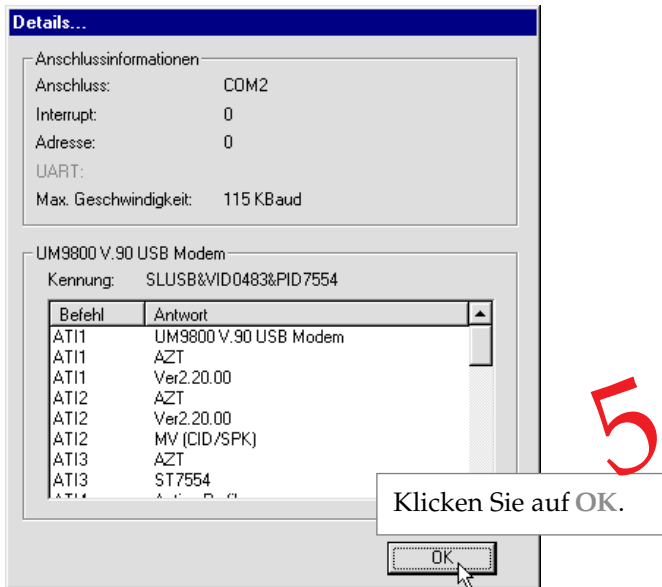 Details...
Anschlussinformationen
Anschluss: COM2
Interrupt: 0
Adresse: 0
UART:
Max. Geschwindigkeit: 115 KBaud
UM9800 V.90 USB Modem
Kennung: SLUSB&VID0483&PID7554
Befehl Antwort
ATI1 UM9800 V.90 USB Modem
ATI1 AZT
ATI1 Ver2.20.00
ATI2 AZT
ATI2 Ver2.20.00
ATI2 MV (CID/SPK)
ATI3 AZT
ATI3 ST7554
5
Klicken Sie auf OK.
OK